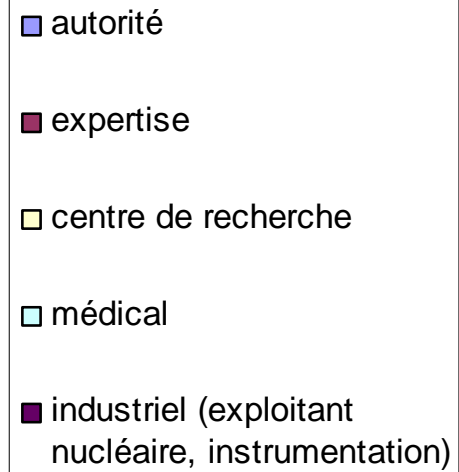 autorité
expertise
centre de recherche
médical
industriel (exploitant
nucléaire, instrumentation)